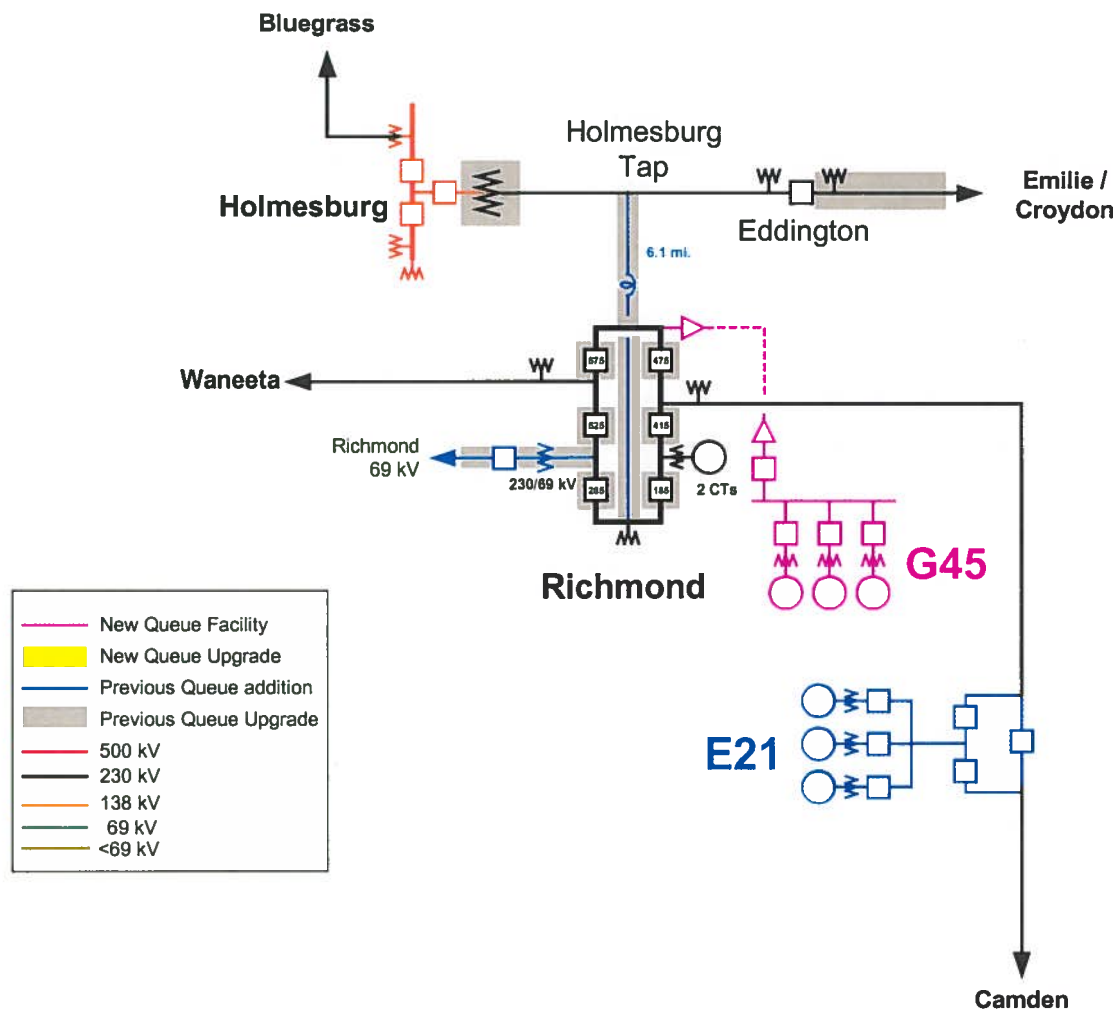 Bluegrass
Holmesburg
Tap
Emilie /
Croydon
Holmesburg
Eddington
6.1 mi.
575
475
Waneeta
525
415
Richmond
69 kV
230/69 kV
2 CTs
285
185
Richmond
G45
New Queue Facility
New Queue Upgrade
Previous Queue addition
Previous Queue Upgrade
500 kV
230 kV
138 kV
69 kV
<69 kV
E21
Camden